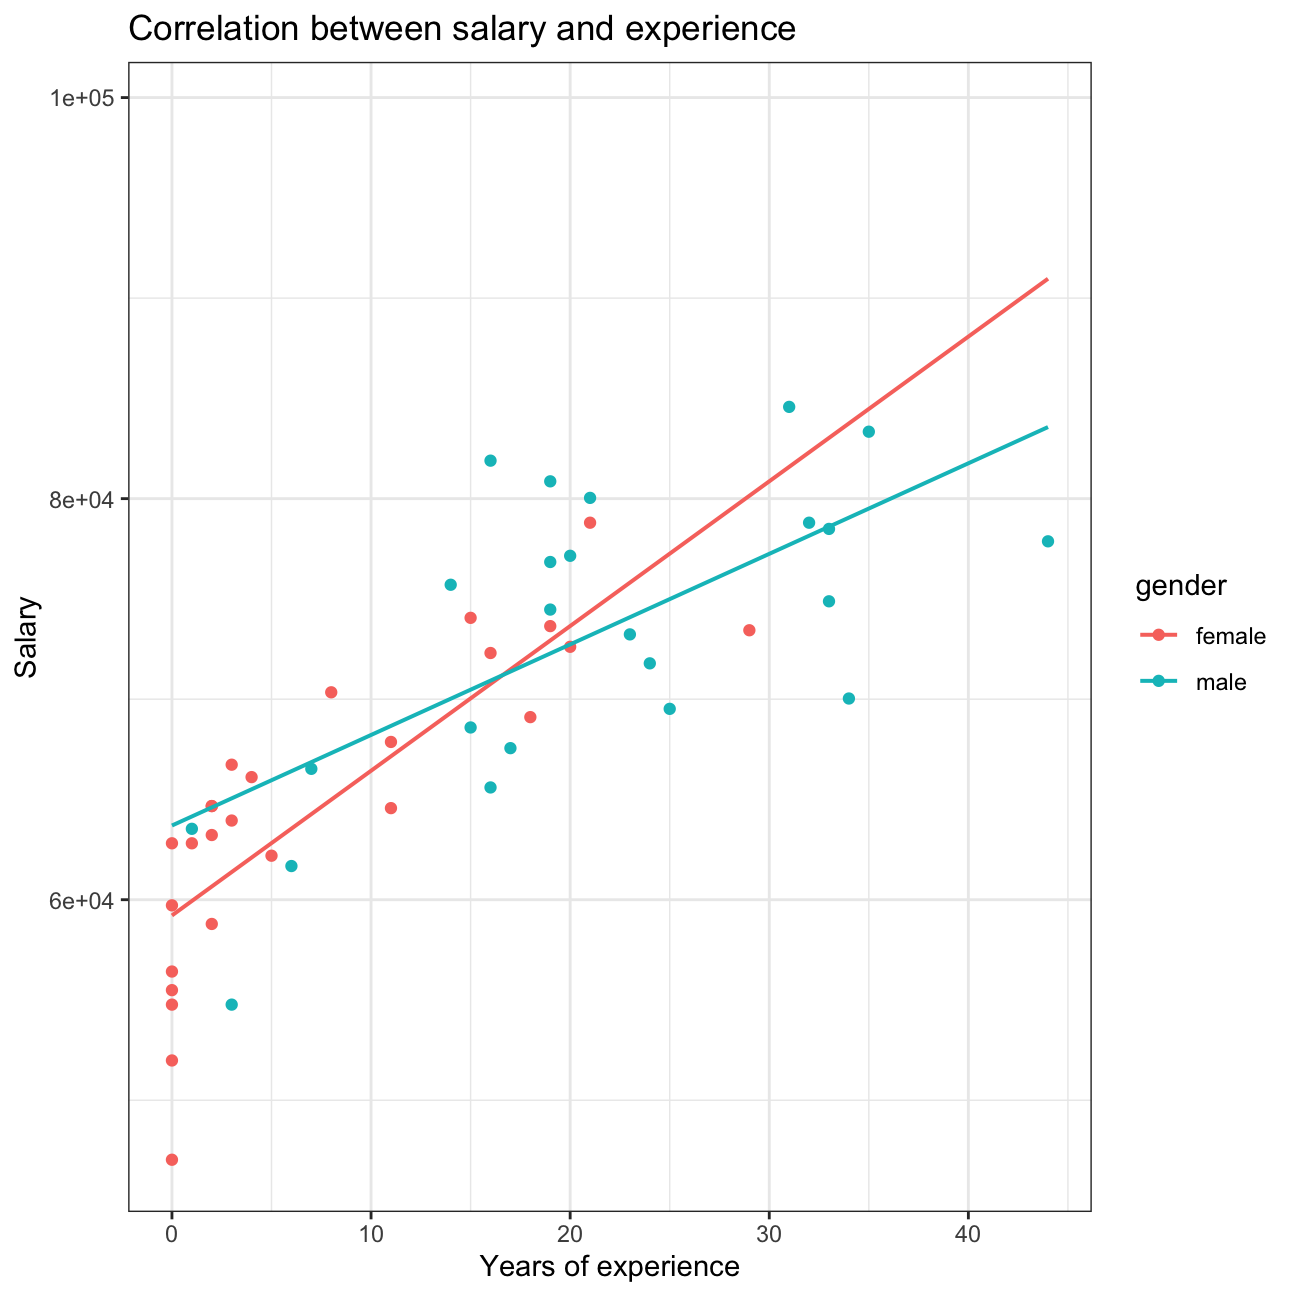 Correlation between salary and experience
1e+05
8e+04
6e+04
Salary
0 10 20 30 40
Years of experience
gender
female
male